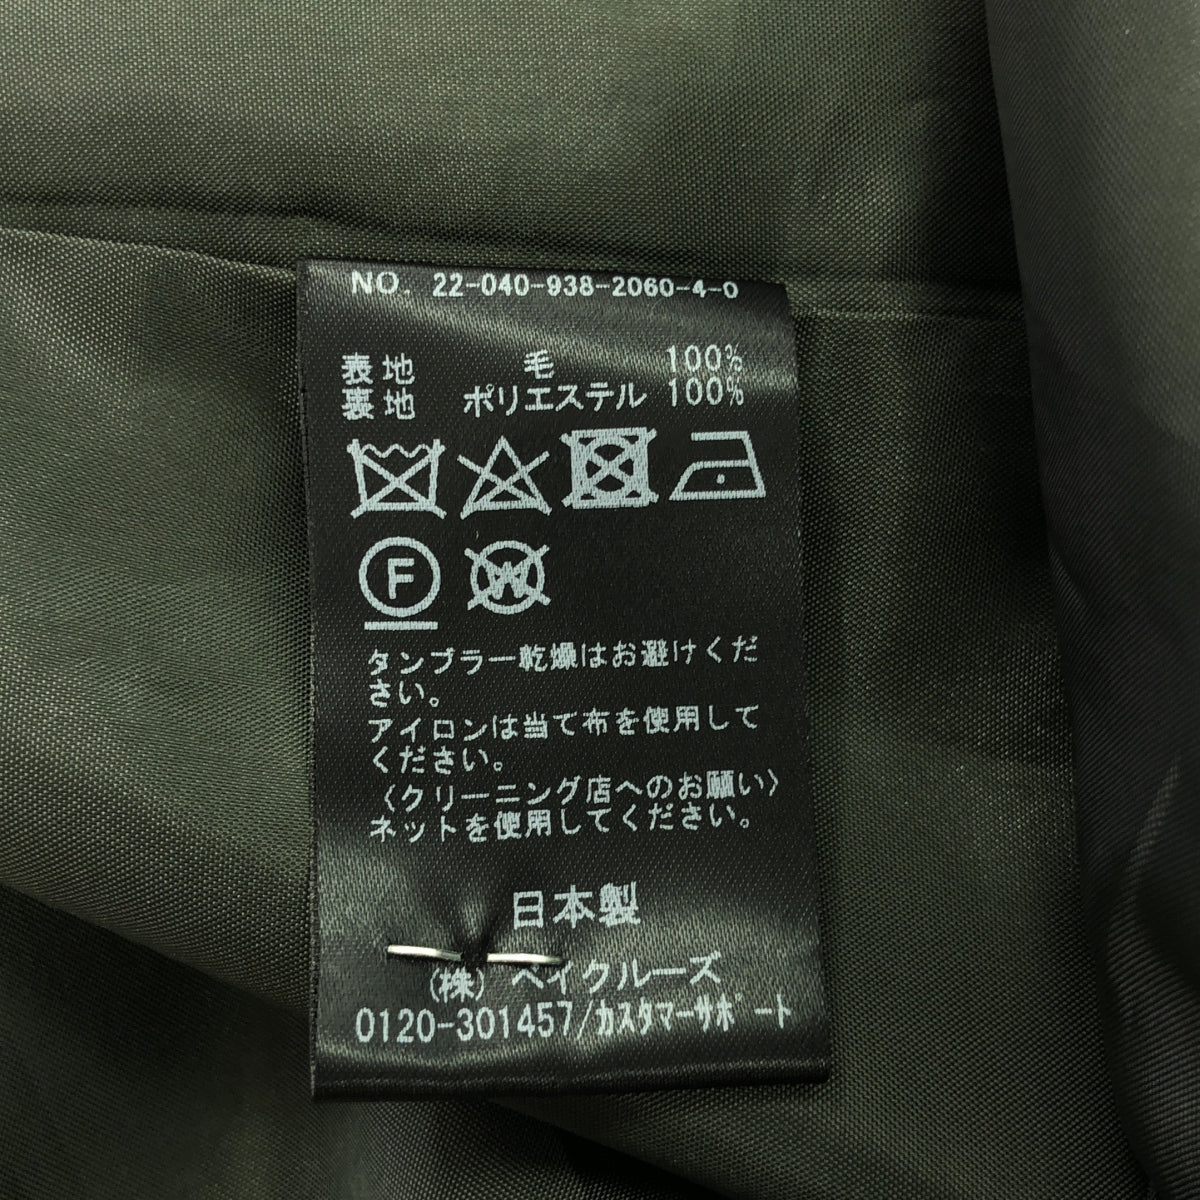 NO. 22-040-938-2060-4-0
表地 毛 100%
裏地 ポリエステル 100%
F W
タンブラー乾燥はお避けくだ
さい。
アイロンは当て布を使用して
ください。
〈クリーニング店へのお願い〉
ネットを使用してください。
日本製
(株) ベイクルーズ
0120-301457/カスタマーサポート